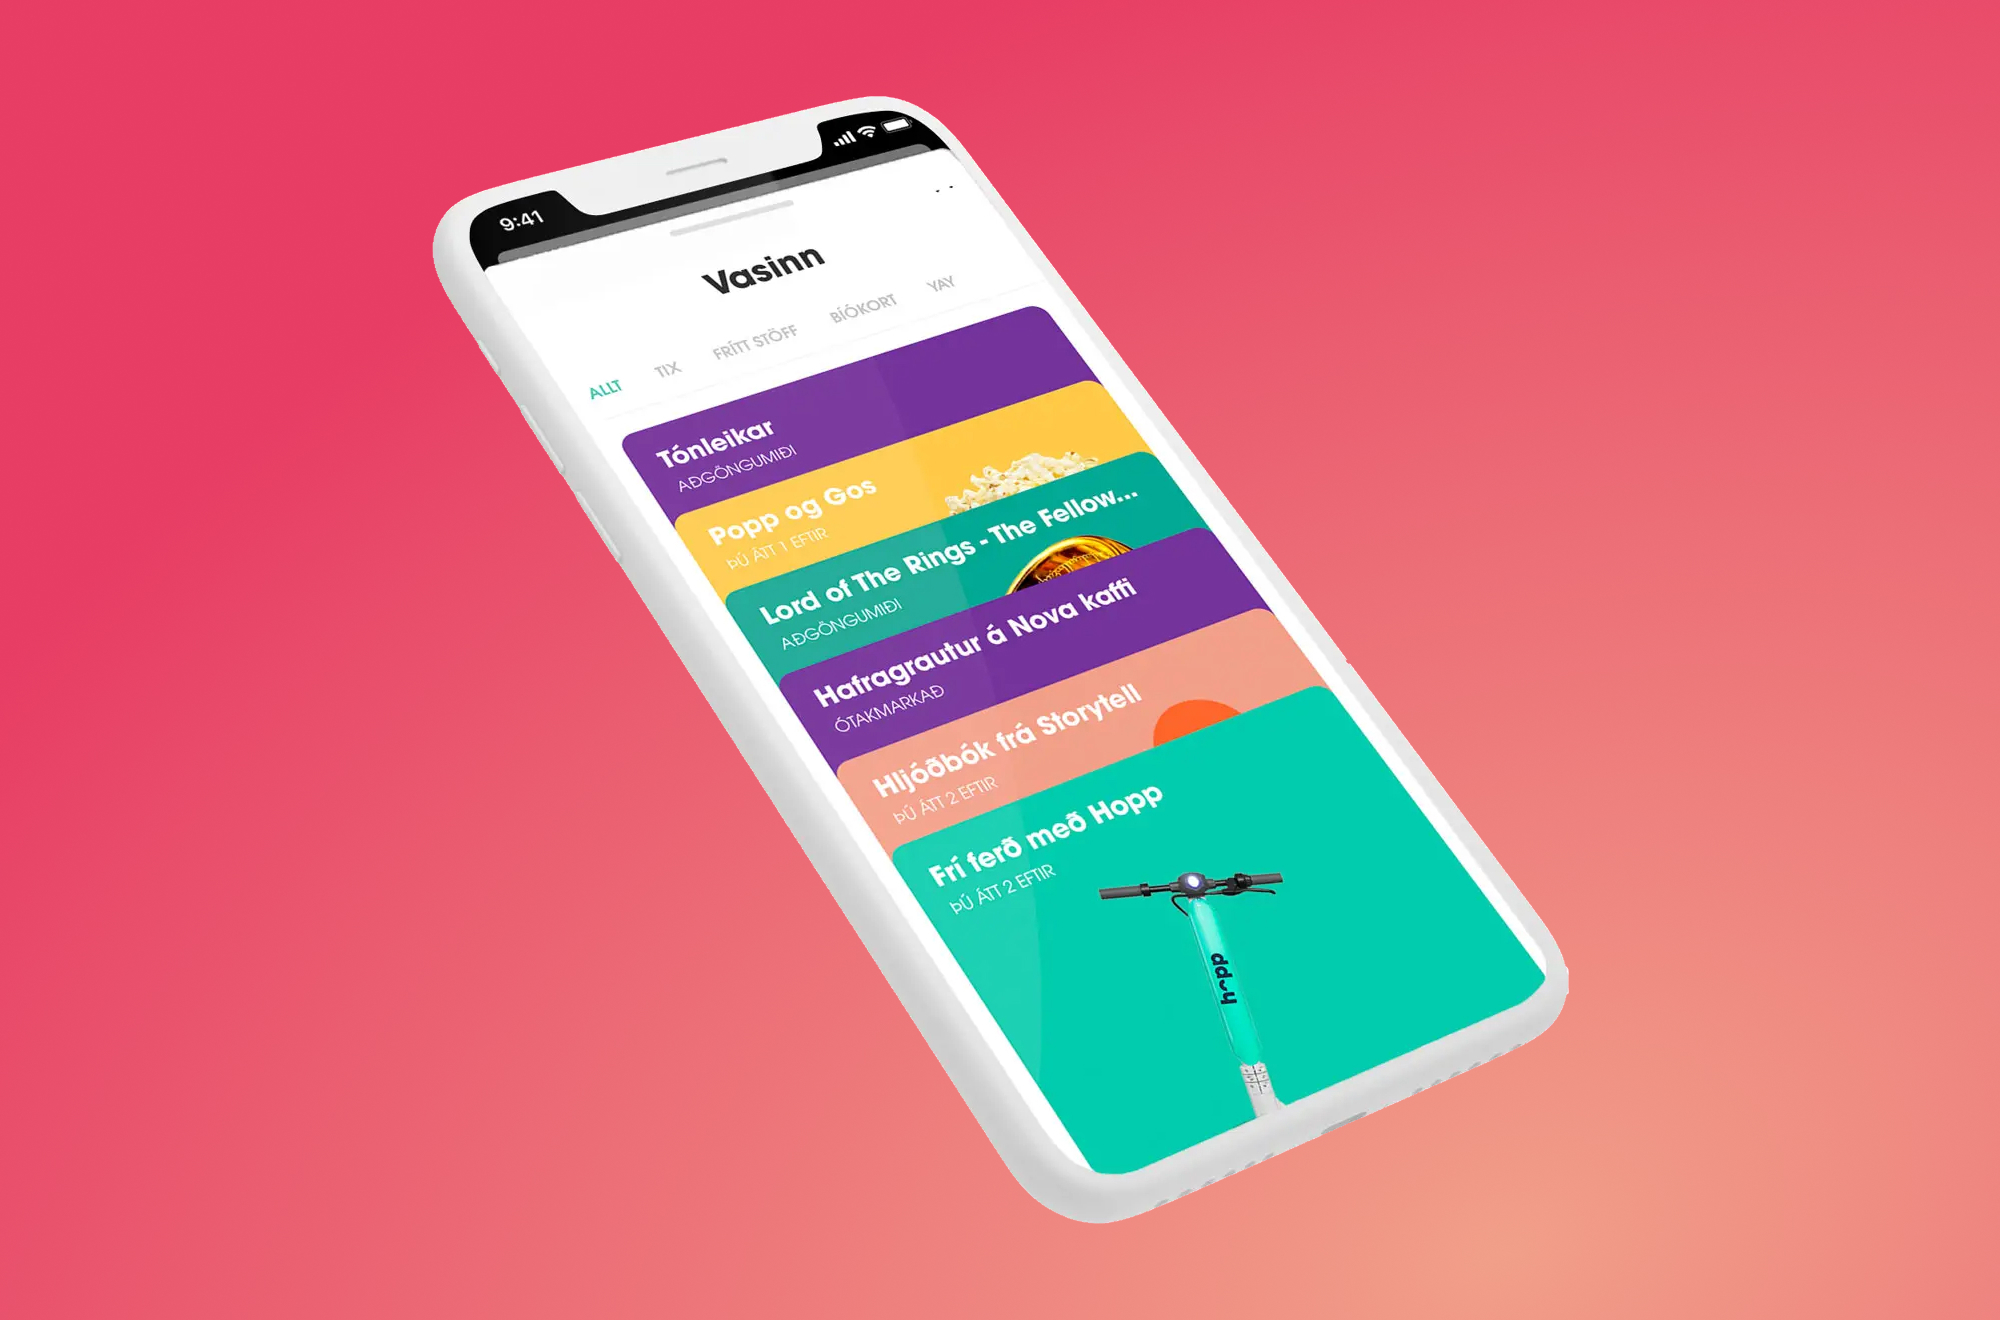 9:41
Vasinn
ALLT TIX FRÍTT STÖFF BÍÓKORT YAY
Tónleikar
AÐGÖNGUMIÐI
Popp og Gos
ÞÚ ÁTT 1 EFTIR
Lord of The Rings - The Fellow...
AÐGÖNGUMIÐI
Hafragrautur á Nova kaffi
ÓTAKMARKAÐ
Hljóðbók frá Storytell
ÞÚ ÁTT 2 EFTIR
Frí ferð með Hopp
ÞÚ ÁTT 2 EFTIR
hopp